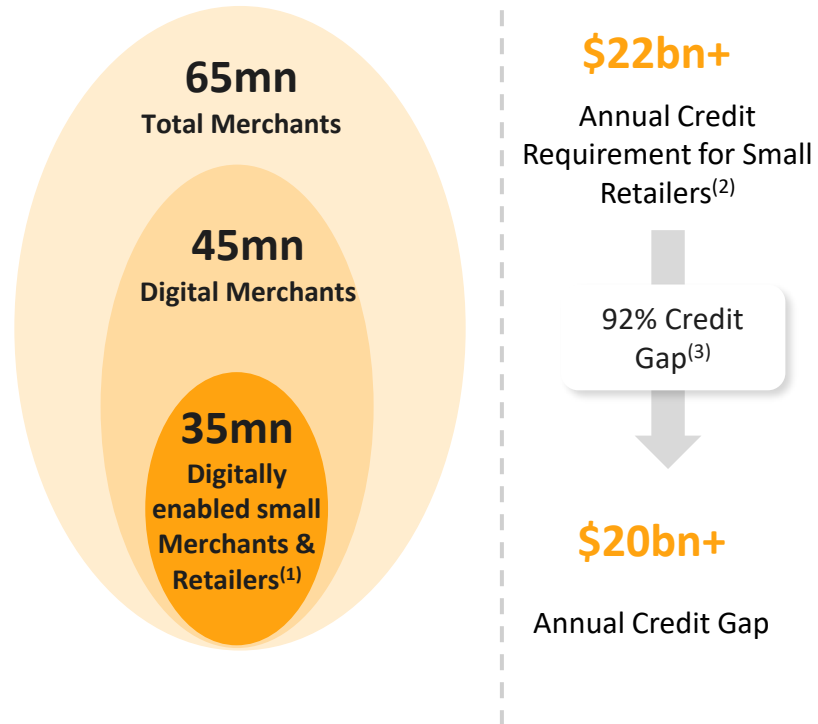 65mn
Total Merchants
45mn
Digital Merchants
35mn
Digitally
enabled small
Merchants &
Retailers(1)
$22bn+
Annual Credit
Requirement for Small
Retailers(2)
92% Credit
Gap(3)
$20bn+
Annual Credit Gap